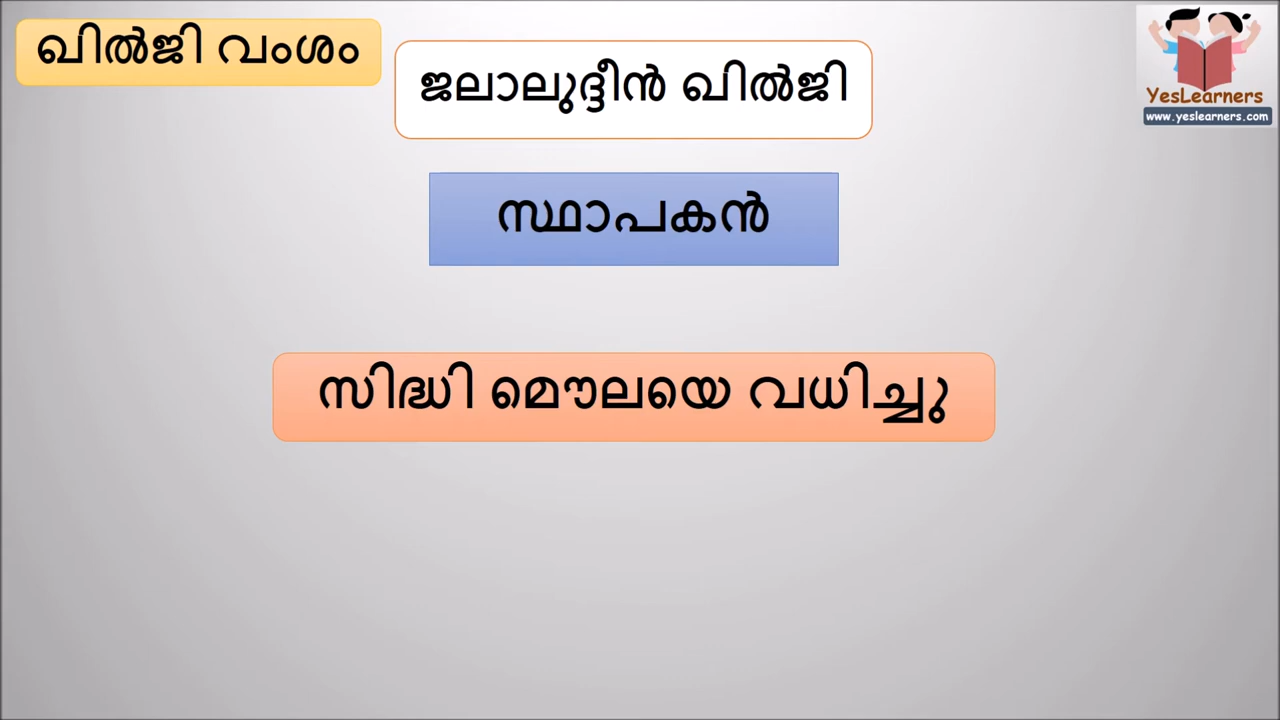 ഖിൽജി വംശം
ജലാലുദ്ദീൻ ഖിൽജി
YesLearners
www.yeslearners.com
സ്ഥാപകൻ
സിദ്ധി മൌലയെ വധിച്ചു